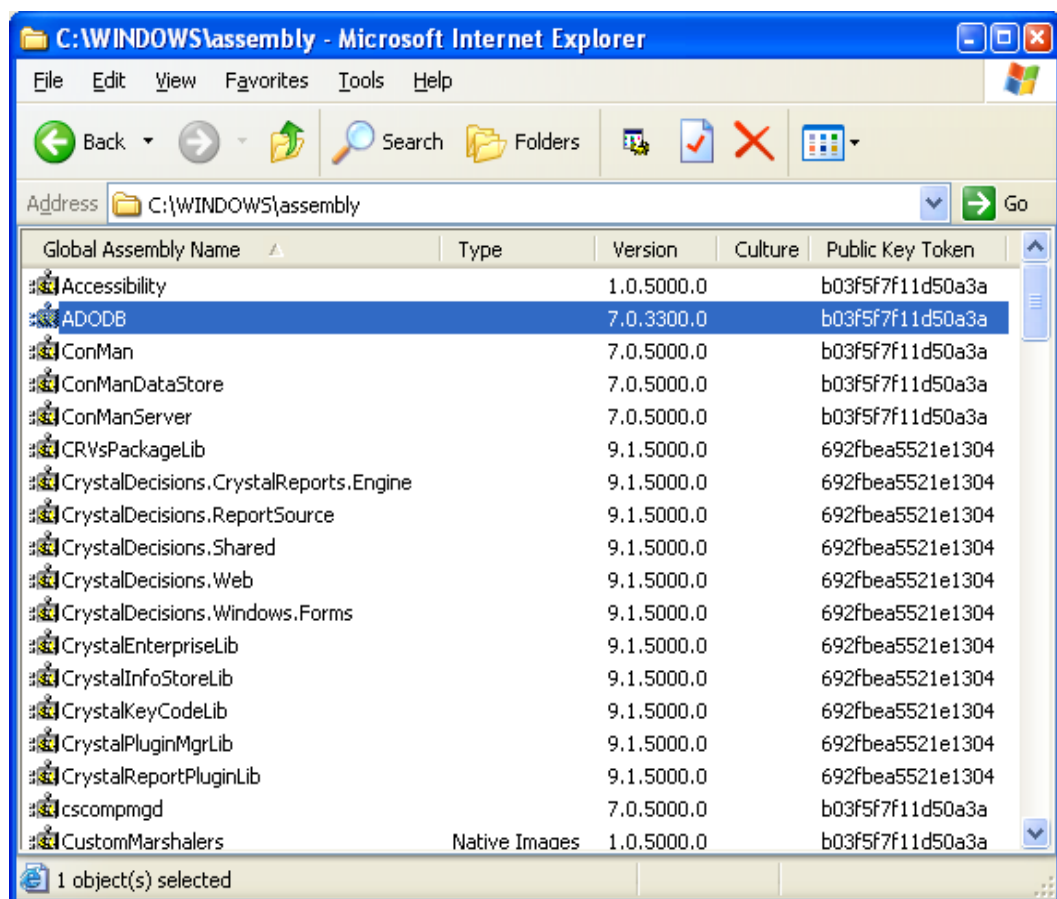 C:\WINDOWS\assembly - Microsoft Internet Explorer
File Edit View Favorites Tools Help
Back Search Folders
Address C:\WINDOWS\assembly Go
Global Assembly Name Type Version Culture Public Key Token
Accessibility 1.0.5000.0 b03f5f7f11d50a3a
ADODB 7.0.3300.0 b03f5f7f11d50a3a
ConMan 7.0.5000.0 b03f5f7f11d50a3a
ConManDataStore 7.0.5000.0 b03f5f7f11d50a3a
ConManServer 7.0.5000.0 b03f5f7f11d50a3a
CRVsPackageLib 9.1.5000.0 692fbea5521e1304
CrystalDecisions.CrystalReports.Engine 9.1.5000.0 692fbea5521e1304
CrystalDecisions.ReportSource 9.1.5000.0 692fbea5521e1304
CrystalDecisions.Shared 9.1.5000.0 692fbea5521e1304
CrystalDecisions.Web 9.1.5000.0 692fbea5521e1304
CrystalDecisions.Windows.Forms 9.1.5000.0 692fbea5521e1304
CrystalEnterpriseLib 9.1.5000.0 692fbea5521e1304
CrystalInfoStoreLib 9.1.5000.0 692fbea5521e1304
CrystalKeyCodeLib 9.1.5000.0 692fbea5521e1304
CrystalPluginMgrLib 9.1.5000.0 692fbea5521e1304
CrystalReportPluginLib 9.1.5000.0 692fbea5521e1304
cscompmgd 7.0.5000.0 b03f5f7f11d50a3a
CustomMarshalers Native Images 1.0.5000.0 b03f5f7f11d50a3a
1 object(s) selected